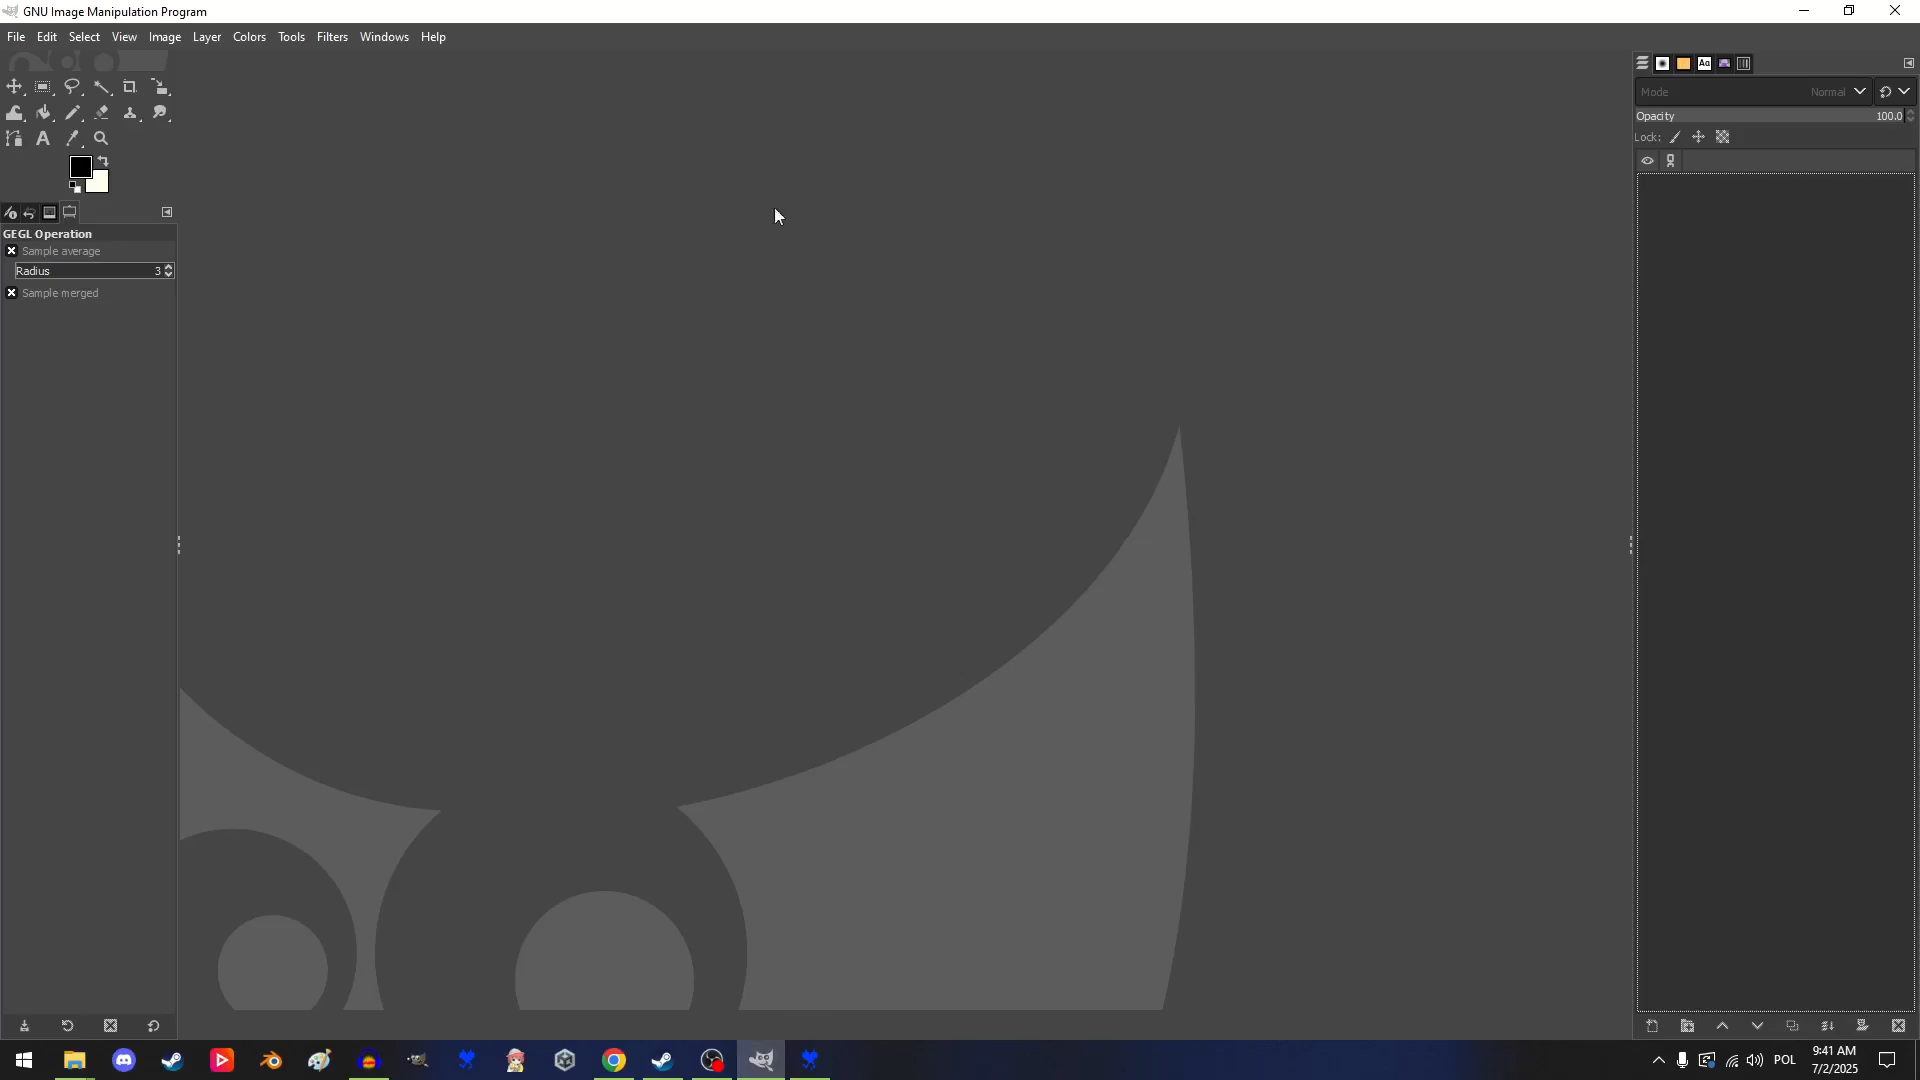 GNU Image Manipulation Program
File Edit Select View Image Layer Colors Tools Filters Windows Help
Aa
Mode Normal
Opacity 100.0
Lock:
A
GEGL Operation
Sample average
Radius 3
Sample merged
POL
9:41 AM
7/2/2025